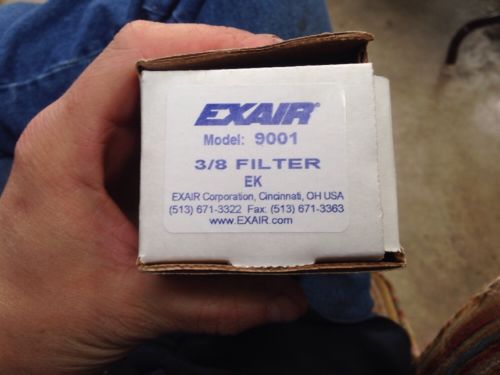 EXAIR®
Model: 9001
3/8 FILTER
EK
EXAIR Corporation, Cincinnati, OH USA
(513) 671-3322 Fax: (513) 671-3363
www.EXAIR.com